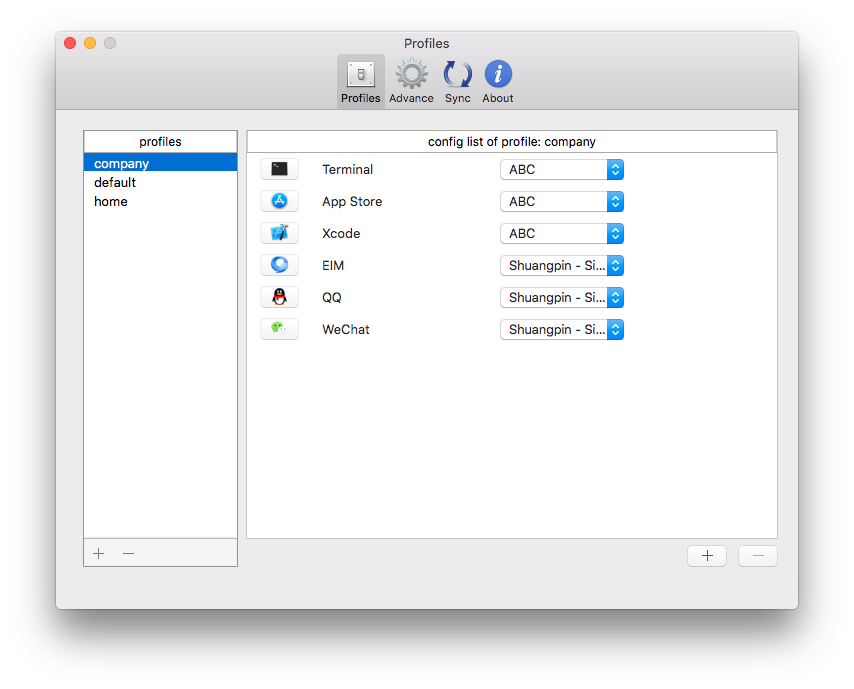 Profiles
Profiles Advance Sync About
profiles
company
default
home
config list of profile: company
Terminal ABC
App Store ABC
Xcode ABC
EIM Shuangpin - Si...
QQ Shuangpin - Si...
WeChat Shuangpin - Si...